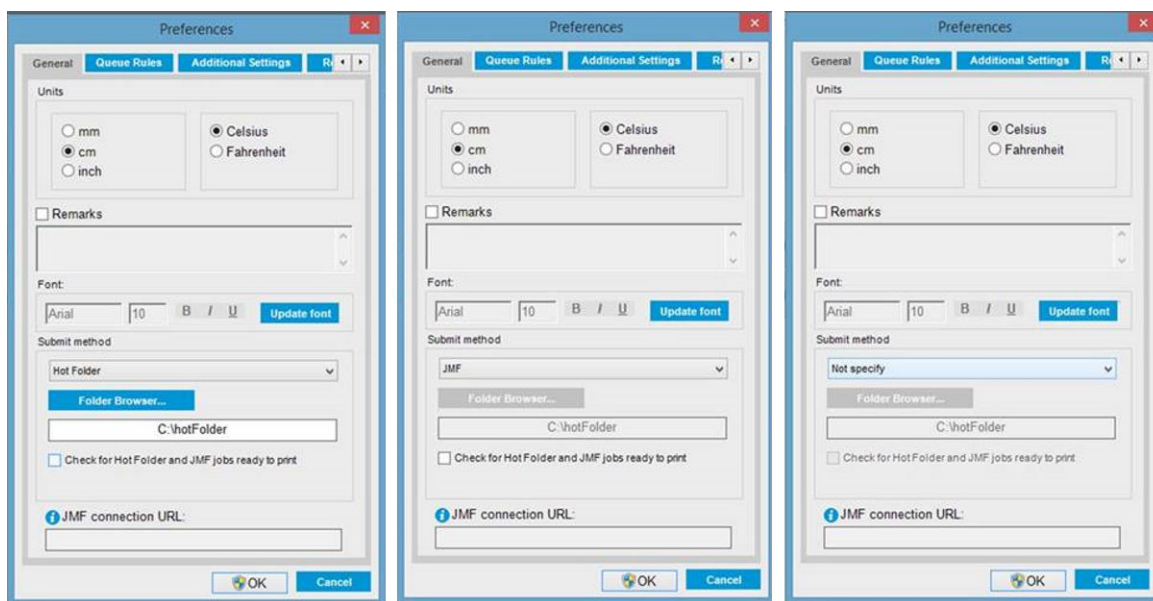 Preferences
General Queue Rules Additional Settings
Units
mm
cm
inch
Celsius
Fahrenheit
Remarks
Font:
Arial 10 B I U Update font
Submit method
Hot Folder
Folder Browser...
C:\hotFolder
Check for Hot Folder and JMF jobs ready to print
JMF connection URL:
OK Cancel
Preferences
General Queue Rules Additional Settings
Units
mm
cm
inch
Celsius
Fahrenheit
Remarks
Font:
Arial 10 B I U Update font
Submit method
JMF
Folder Browser...
C:\hotFolder
Check for Hot Folder and JMF jobs ready to print
JMF connection URL:
OK Cancel
Preferences
General Queue Rules Additional Settings
Units
mm
cm
inch
Celsius
Fahrenheit
Remarks
Font:
Arial 10 B I U Update font
Submit method
Not specify
Folder Browser...
C:\hotFolder
Check for Hot Folder and JMF jobs ready to print
JMF connection URL:
OK Cancel